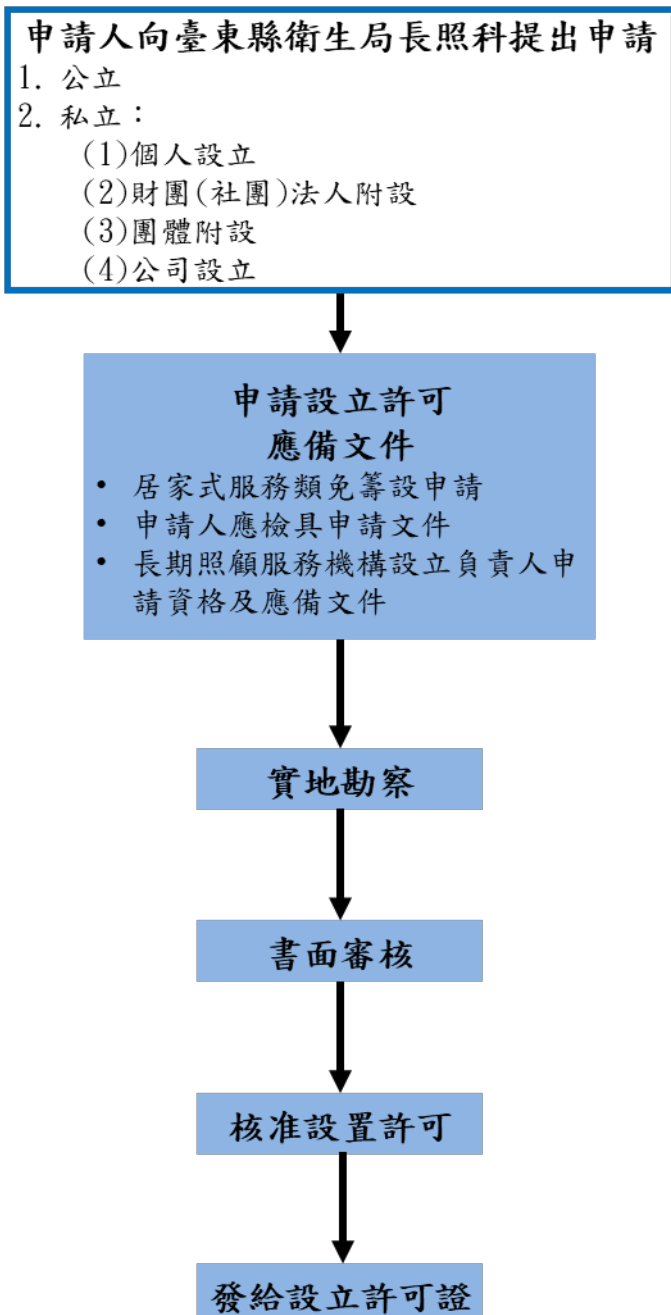 申請人向臺東縣衛生局長照科提出申請
1. 公立
2. 私立：
(1)個人設立
(2)財團(社團)法人附設
(3)團體附設
(4)公司設立
申請設立許可
應備文件
• 居家式服務類免籌設申請
• 申請人應檢具申請文件
• 長期照顧服務機構設立負責人申
請資格及應備文件
實地勘察
書面審核
核准設置許可
發給設立許可證